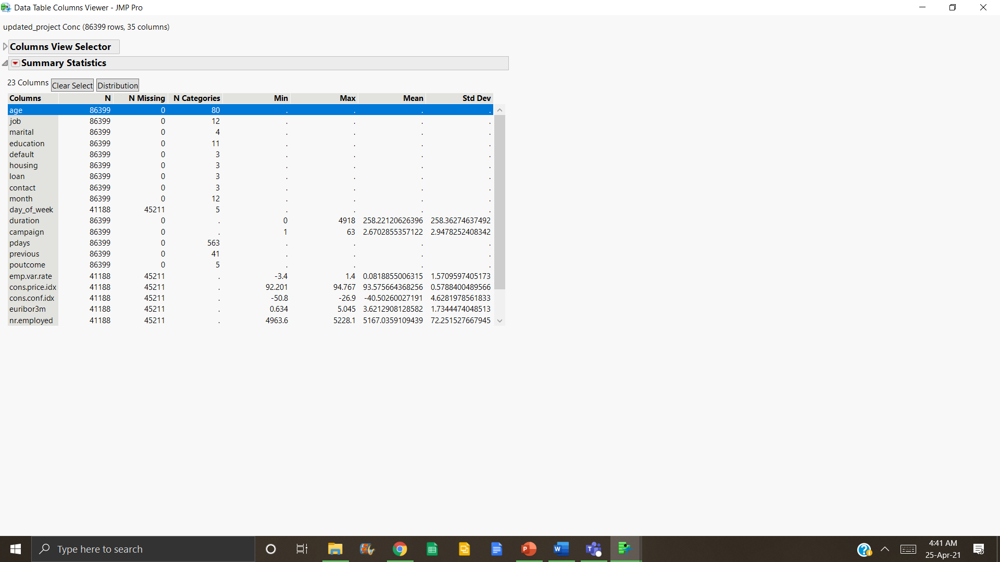 Data Table Columns Viewer - JMP Pro
updated_project Conc (86399 rows, 35 columns)
Columns View Selector
Summary Statistics
23 Columns Clear Select Distribution
Columns N N Missing N Categories Min Max Mean Std Dev
age 86399 0 80 . . . .
job 86399 0 12 . . . .
marital 86399 0 4 . . . .
education 86399 0 11 . . . .
default 86399 0 3 . . . .
housing 86399 0 3 . . . .
loan 86399 0 3 . . . .
contact 86399 0 3 . . . .
month 86399 0 12 . . . .
day_of_week 41188 45211 5 . . . .
duration 86399 0 . 0 4918 258.22120626396 258.36274637492
campaign 86399 0 . 1 63 2.6702855357122 2.9478252408342
pdays 86399 0 563 . . . .
previous 86399 0 41 . . . .
poutcome 86399 0 5 . . . .
emp.var.rate 41188 45211 . -3.4 1.4 0.0818855006315 1.5709597405173
cons.price.idx 41188 45211 . 92.201 94.767 93.575664368256 0.5788400489566
cons.conf.idx 41188 45211 . -50.8 -26.9 -40.50260027191 4.6281978561833
euribor3m 41188 45211 . 0.634 5.045 3.6212908128582 1.7344474048513
nr.employed 41188 45211 . 4963.6 5228.1 5167.0359109439 72.251527667945
Type here to search
4:41 AM
25-Apr-21